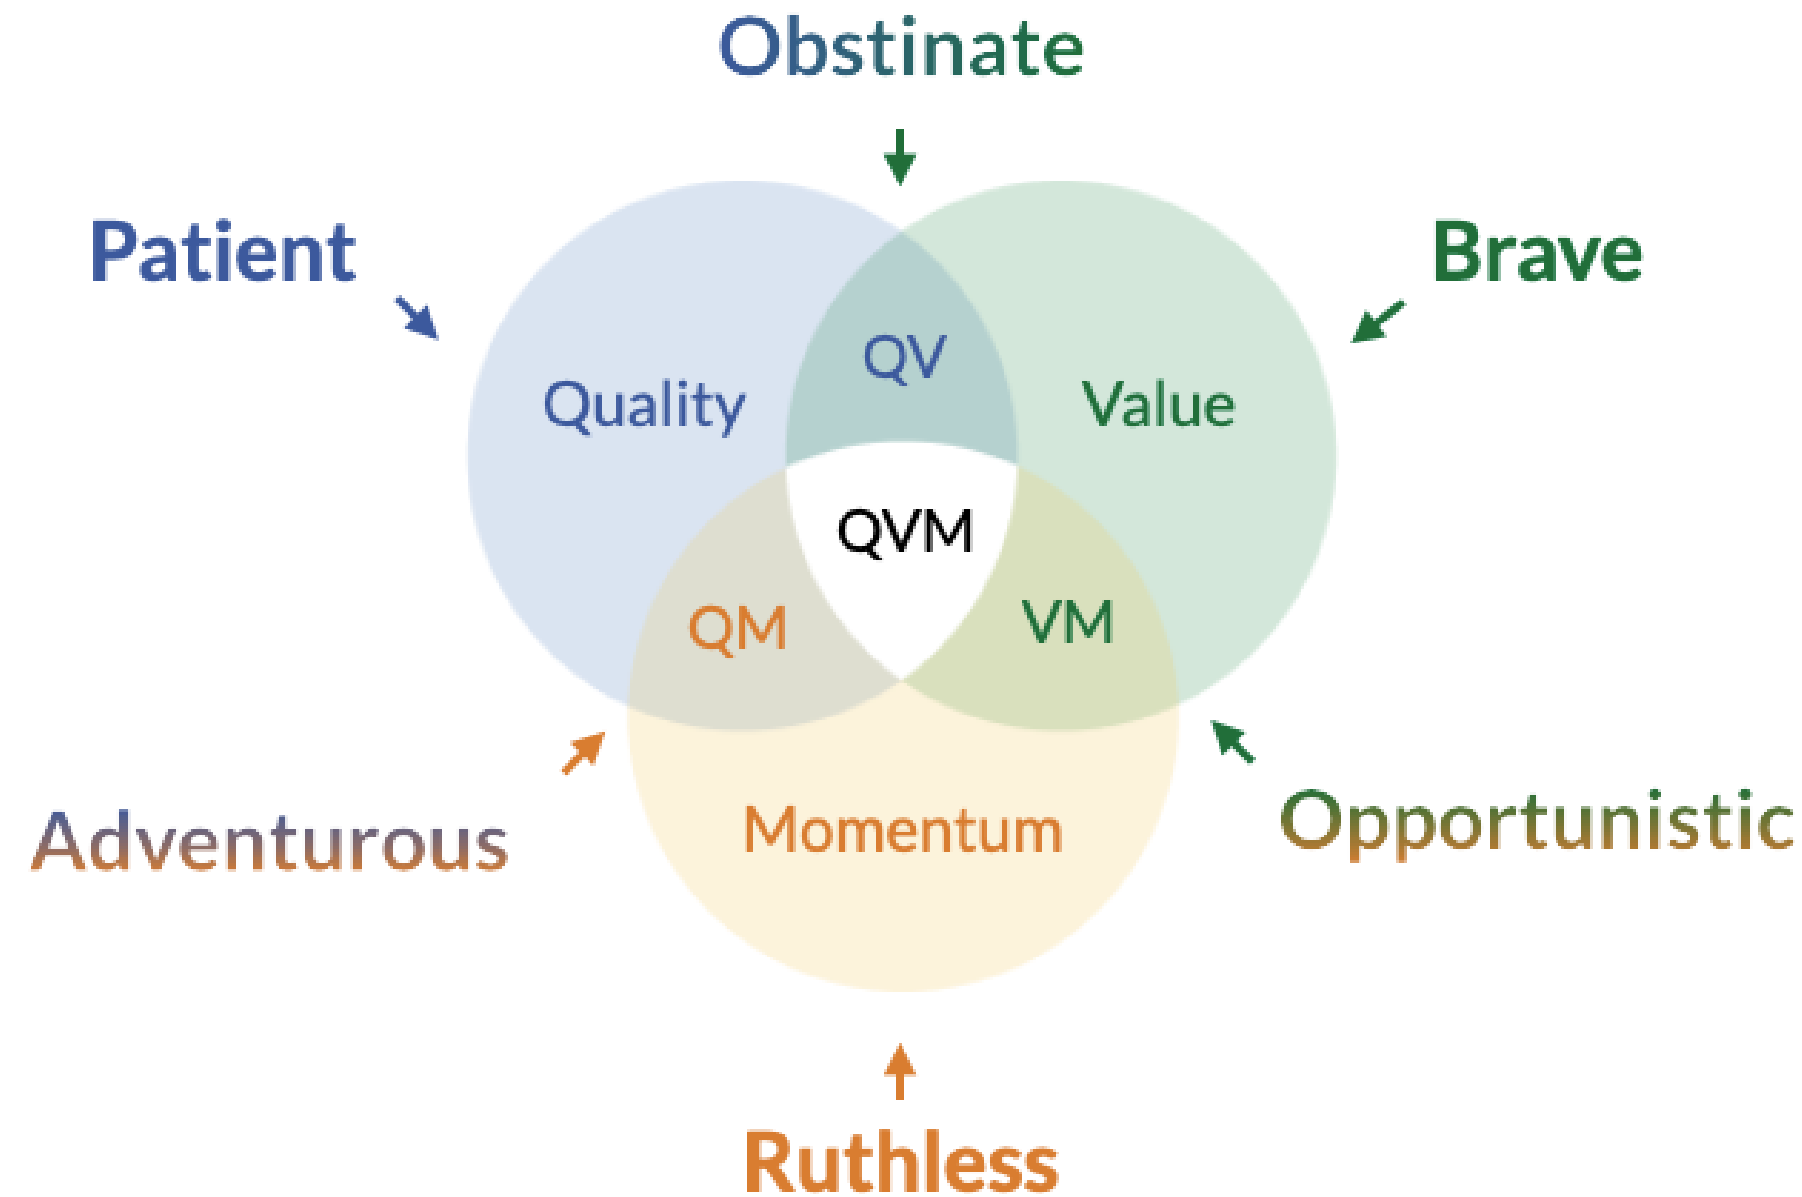 Obstinate
Patient
Brave
QV
Quality
Value
QVM
QM
VM
Adventurous
Momentum
Opportunistic
Ruthless